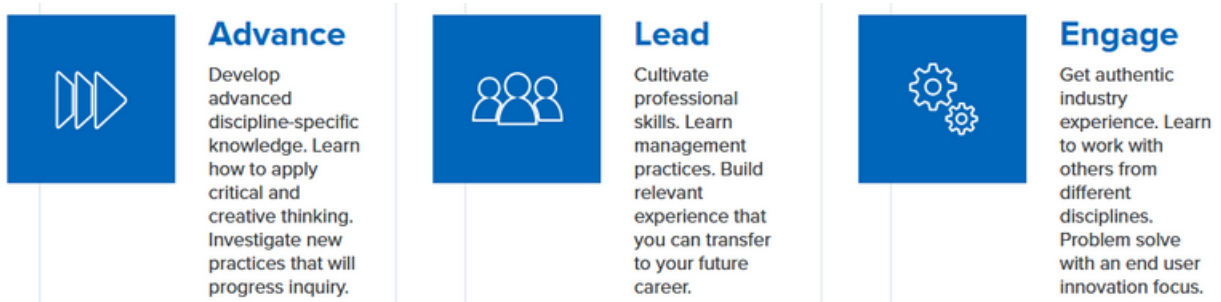 Advance
Develop
advanced
discipline-specific
knowledge. Learn
how to apply
critical and
creative thinking.
Investigate new
practices that will
progress inquiry.
Lead
Cultivate
professional
skills. Learn
management
practices. Build
relevant
experience that
you can transfer
to your future
career.
Engage
Get authentic
industry
experience. Learn
to work with
others from
different
disciplines.
Problem solve
with an end user
innovation focus.